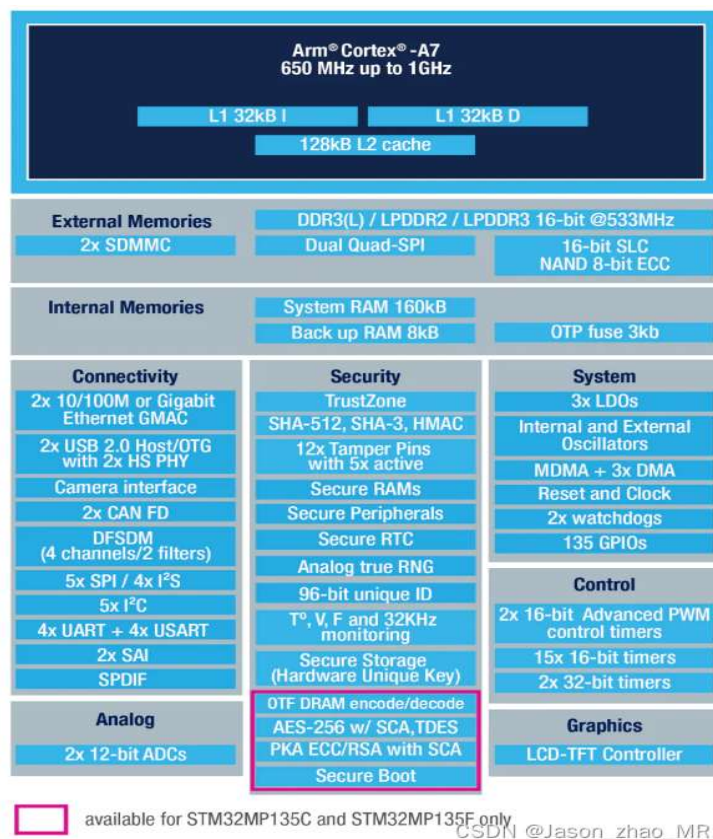 Arm® Cortex® -A7
650 MHz up to 1GHz
L1 32kB I
L1 32kB D
128kB L2 cache
External Memories
DDR3(L) / LPDDR2 / LPDDR3 16-bit @533MHz
2x SDMMC
Dual Quad-SPI
16-bit SLC
NAND 8-bit ECC
Internal Memories
System RAM 160kB
Back up RAM 8kB
OTP fuse 3kb
Connectivity
2x 10/100M or Gigabit
Ethernet GMAC
2x USB 2.0 Host/OTG
with 2x HS PHY
Camera interface
2x CAN FD
DFSDM
(4 channels/2 filters)
5x SPI / 4x I²S
5x I²C
4x UART + 4x USART
2x SAI
SPDIF
Analog
2x 12-bit ADCs
Security
TrustZone
SHA-512, SHA-3, HMAC
12x Tamper Pins
with 5x active
Secure RAMs
Secure Peripherals
Secure RTC
Analog true RNG
96-bit unique ID
Tº, V, F and 32KHz
monitoring
Secure Storage
(Hardware Unique Key)
OTF DRAM encode/decode
AES-256 w/ SCA,TDES
PKA ECC/RSA with SCA
Secure Boot
System
3x LDOs
Internal and External
Oscillators
MDMA + 3x DMA
Reset and Clock
2x watchdogs
135 GPIOs
Control
2x 16-bit Advanced PWM
control timers
15x 16-bit timers
2x 32-bit timers
Graphics
LCD-TFT Controller
available for STM32MP135C and STM32MP135F only
CSDN @Jason_zhao_MR